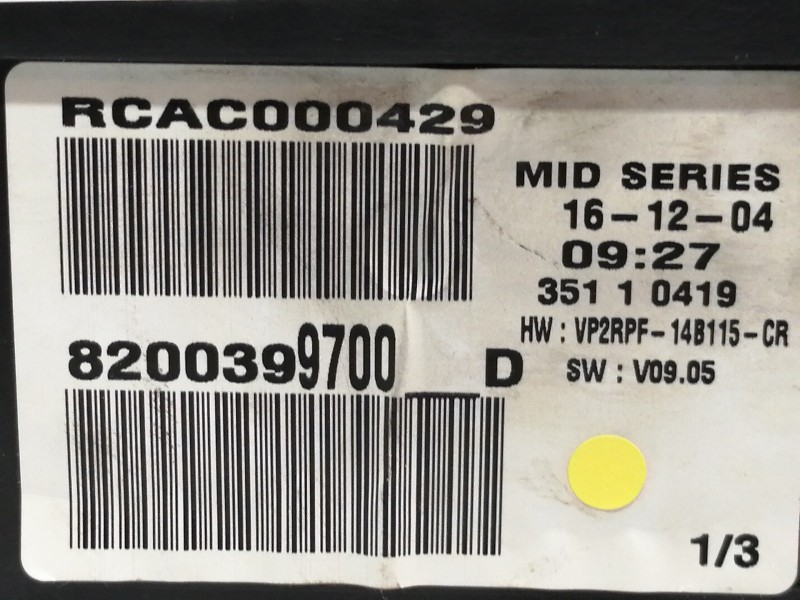 RCAC000429
MID SERIES
16-12-04
09:27
351 1 0419
HW : VP2RPF-14B115-CR
SW : V09.05
8200399700__D
1/3